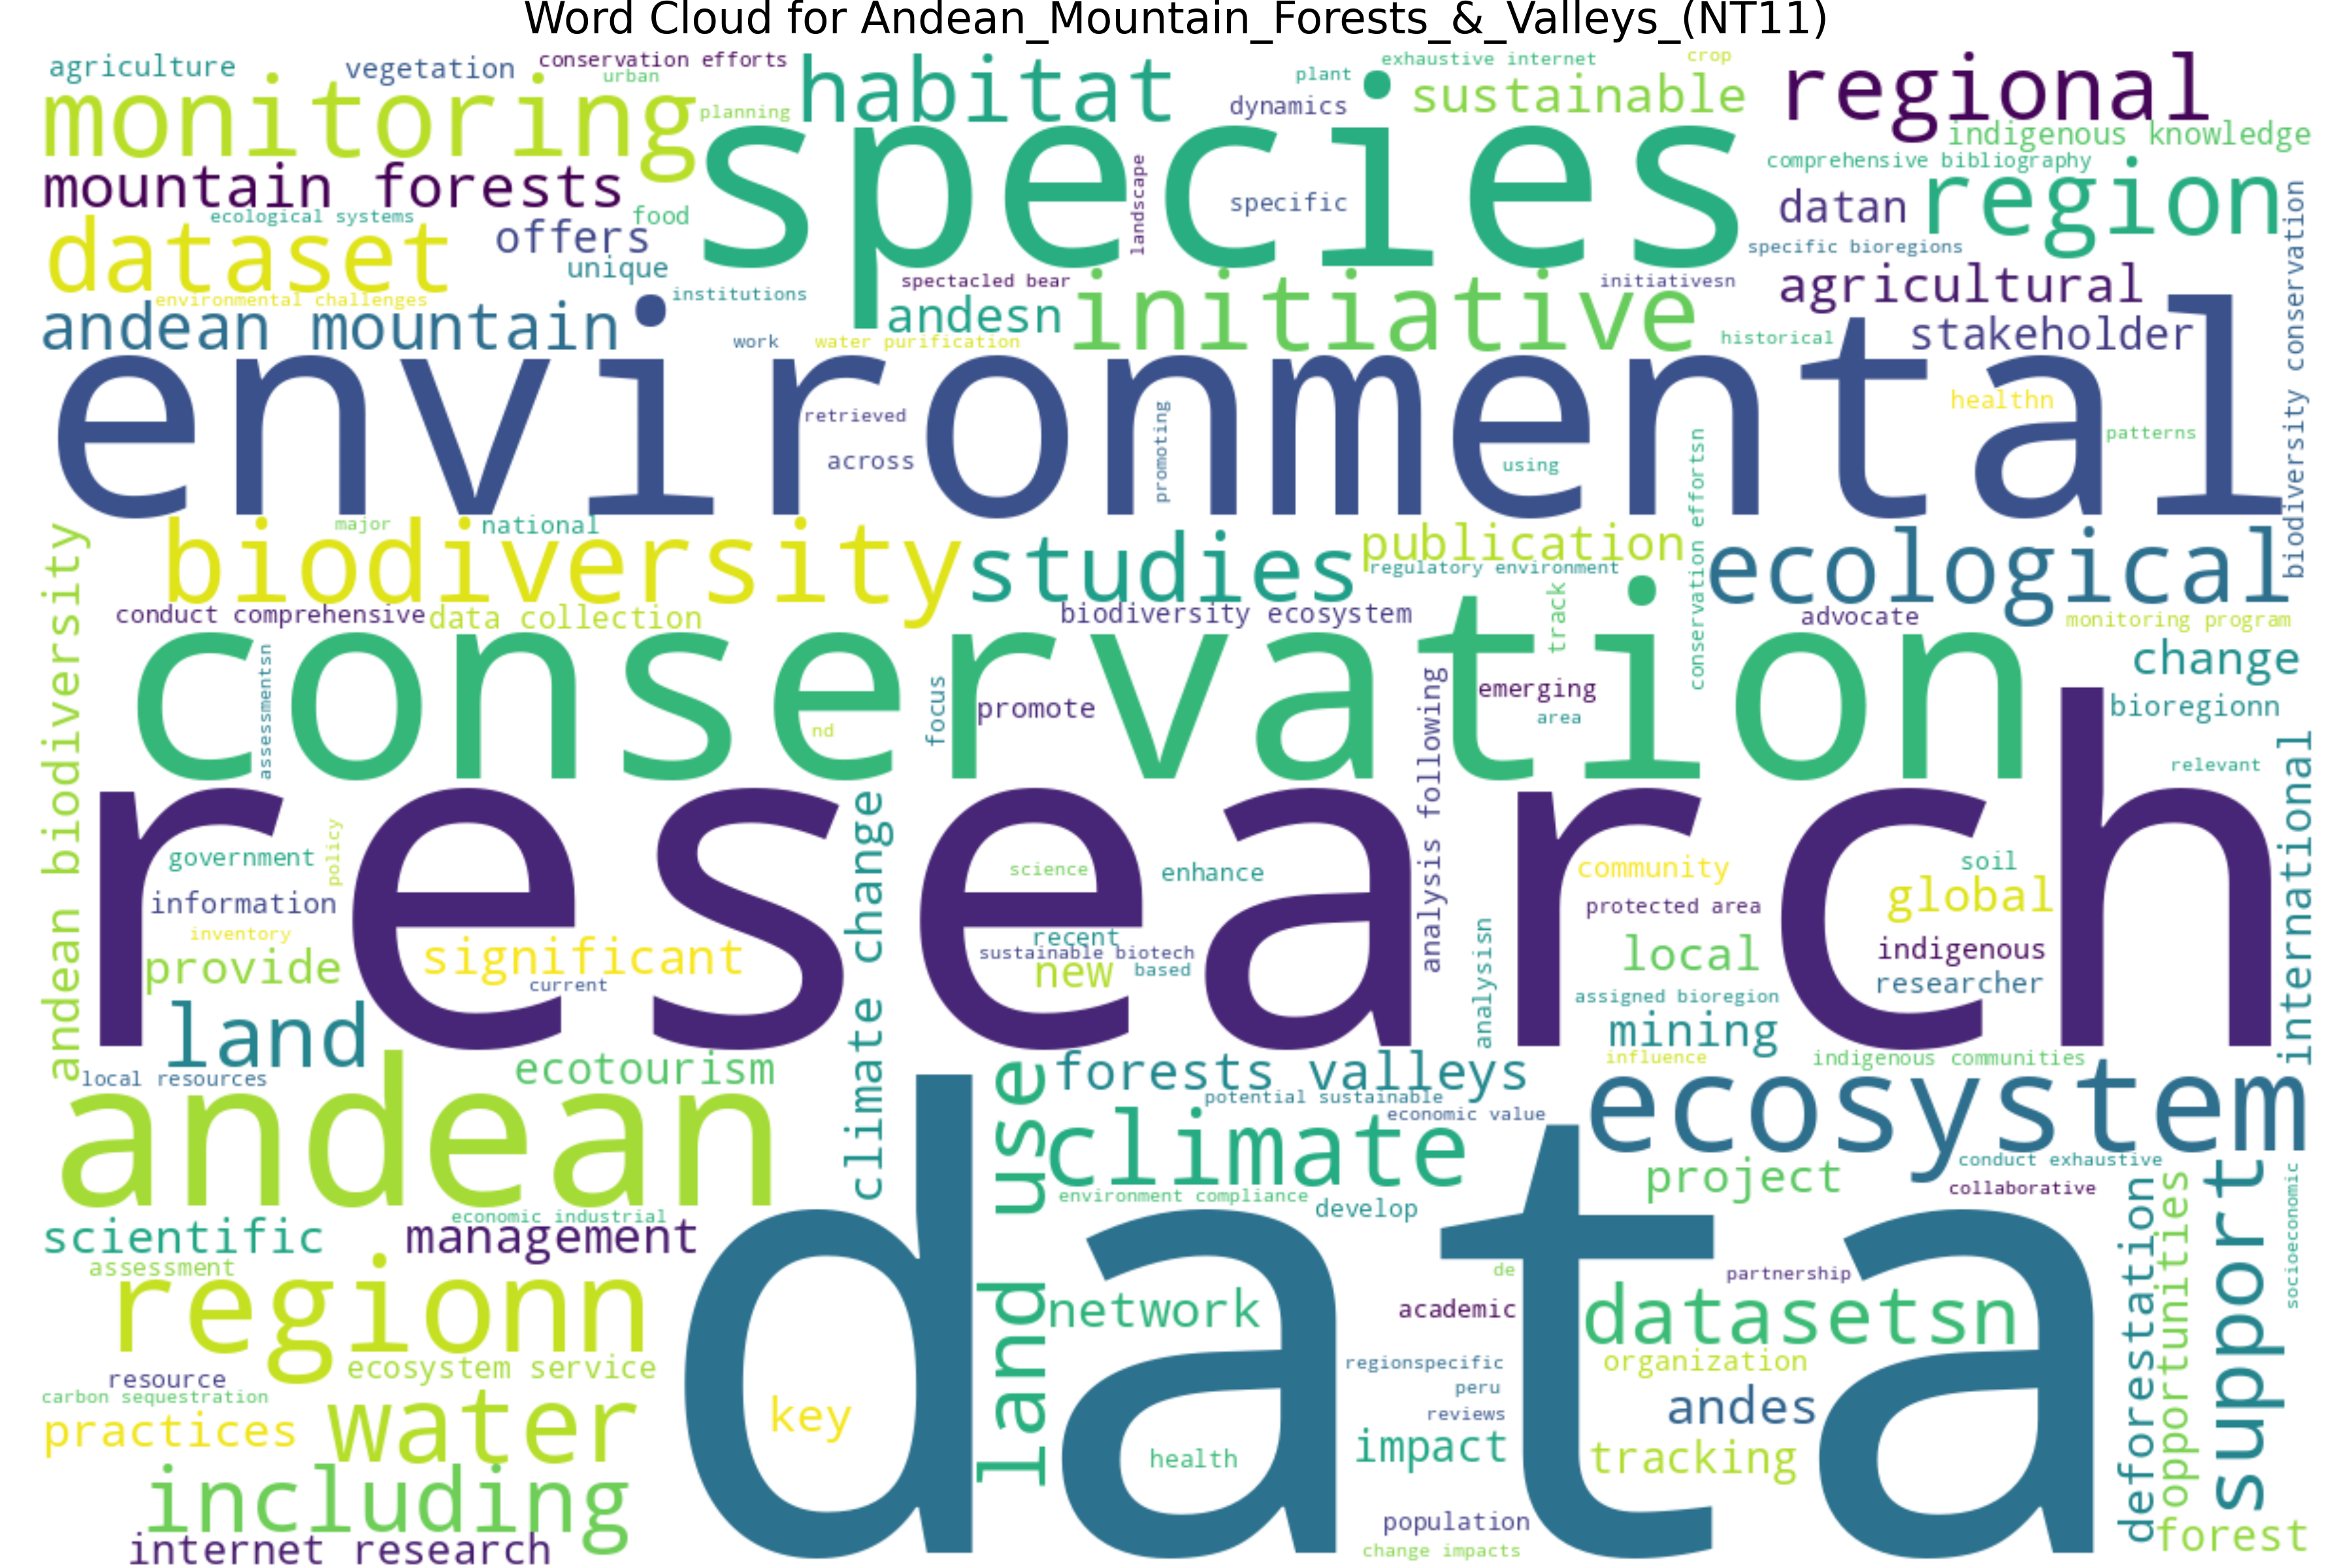 Word Cloud for Andean_Mountain_Forests_&_Valleys_(NT11)
agriculture
vegetation
conservation efforts
urban
monitoring
planning
habitat
plant
dynamics
exhaustive internet
crop
sustainable
regional
indigenous knowledge
comprehensive bibliography
mountain forests
species
landscape
specific
datan
region
ecological systems
food
offers
dataset
unique
specific bioregions
biodiversity conservation
environmental challenges
institutions
spectacled bear
initiativesn
agricultural
andean mountain
andesn
initiative
historical
stakeholder
work
water purification
environmental
retrieved
across
promoting
using
healthn
patterns
conservation effortsn
andean biodiversity
major
national
biodiversity
studies
publication
regulatory environment
ecological
track
conduct comprehensive
data collection
biodiversity ecosystem
advocate
monitoring program
conservation
assessmentsn
nd
focus
promote
emerging
area
change
bioregionn
analysis following
relevant
international
research
government
policy
information
inventory
provide
significant
current
climate change
science
enhance
recent
sustainable biotech
new
based
analysisn
community
soil
protected area
global
local
indigenous
researcher
assigned bioregion
mining
influence
indigenous communities
land
local resources
ecotourism
andean
land use
forests valleys
potential sustainable
economic value
climate
ecosystem
environment compliance
develop
project
conduct exhaustive
collaborative
socioeconomic
scientific
economic industrial
management
assessment
data
regionn
network
de
academic
partnership
datasetsn
deforestation
opportunities
support
ecosystem service
resource
carbon sequestration
regionspecific
organization
peru
andes
reviews
practices
water
key
impact
tracking
health
including
population
internet research
change impacts
forest